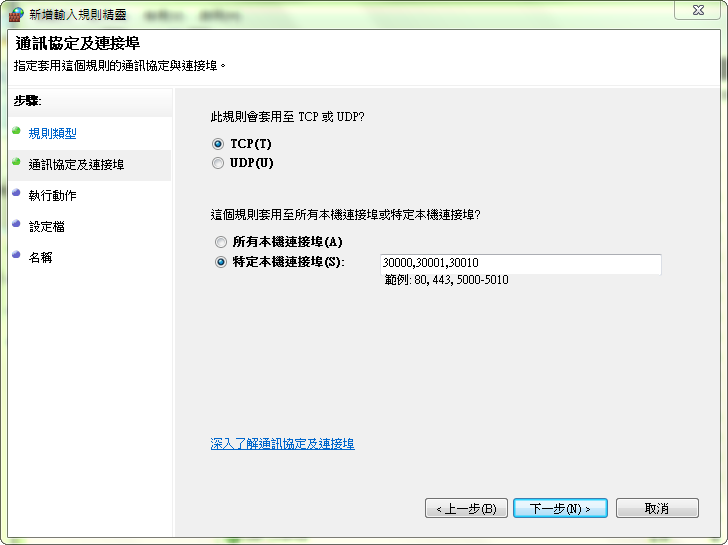 新增輸入規則精靈
通訊協定及連接埠
指定套用這個規則的通訊協定與連接埠。
步驟:
規則類型
通訊協定及連接埠
執行動作
設定檔
名稱
此規則會套用至 TCP 或 UDP?
TCP(T)
UDP(U)
這個規則套用至所有本機連接埠或特定本機連接埠?
所有本機連接埠(A)
特定本機連接埠(S): 30000,30001,30010
範例: 80, 443, 5000-5010
深入了解通訊協定及連接埠
< 上一步(B) 下一步(N) > 取消